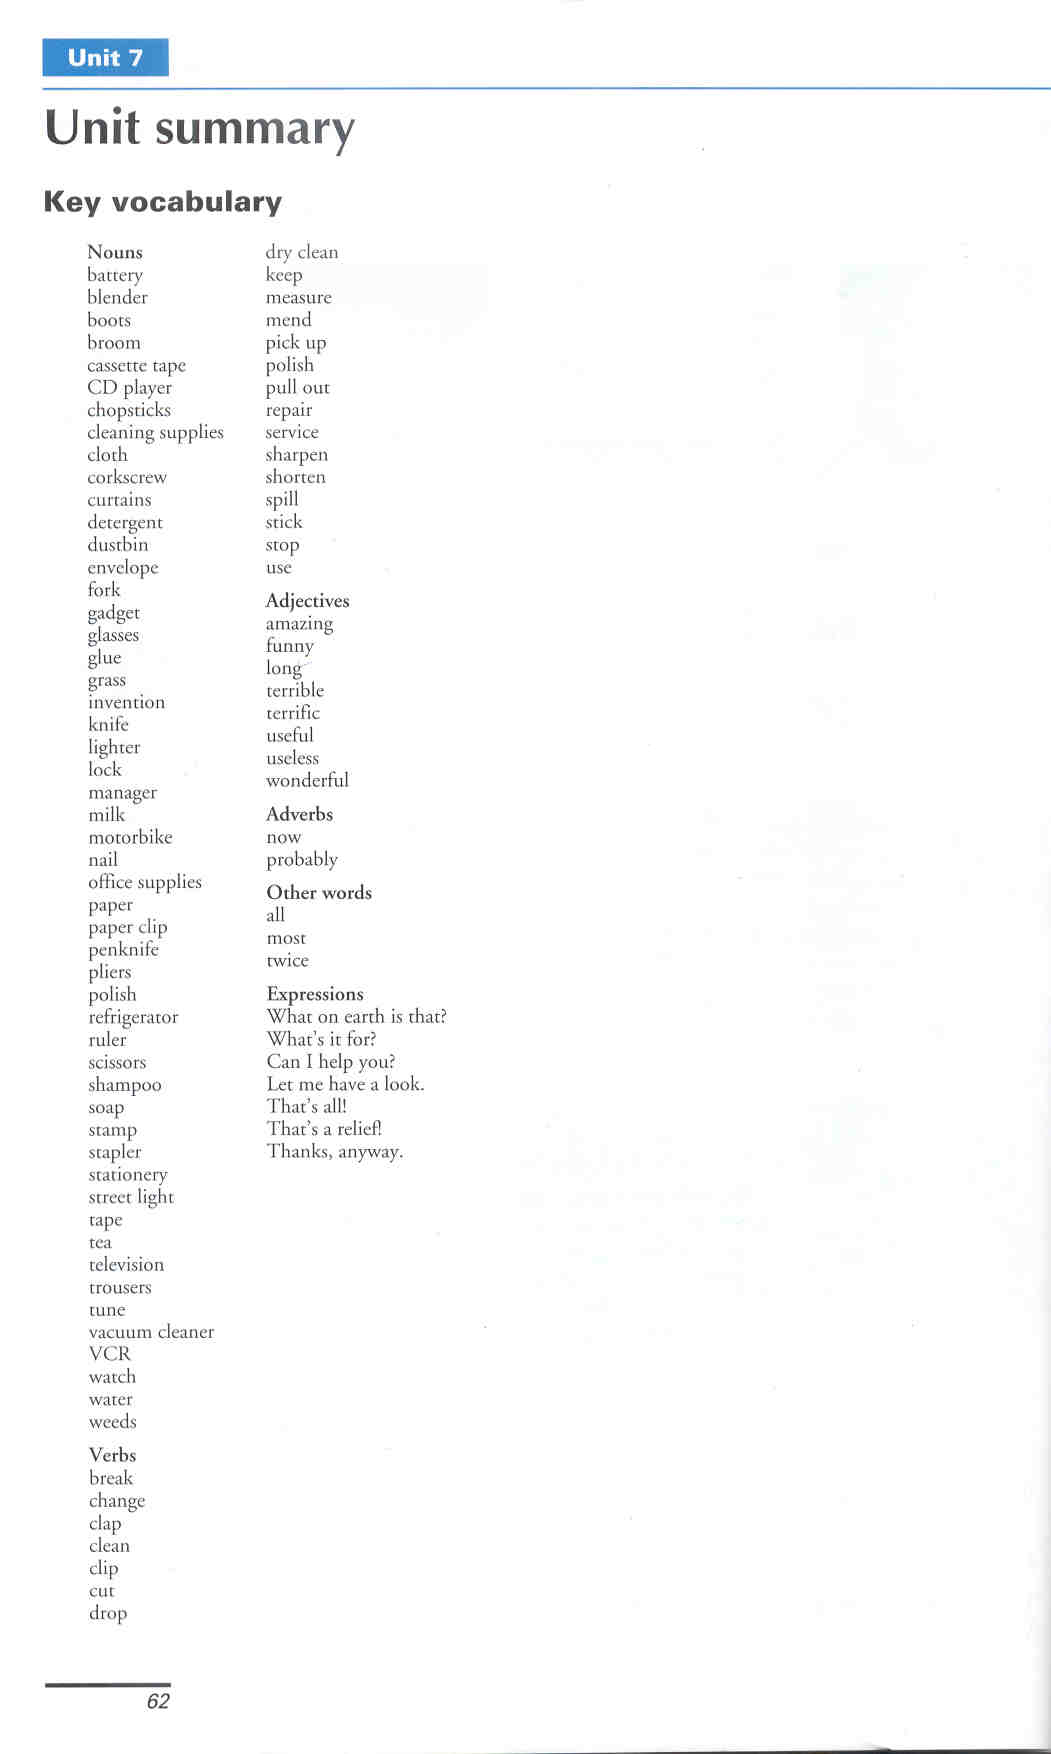 Unit 7
Unit summary
Key vocabulary
Nouns
battery
blender
boots
broom
cassette tape
CD player
chopsticks
cleaning supplies
cloth
corkscrew
curtains
detergent
dustbin
envelope
fork
gadget
glasses
glue
grass
invention
knife
lighter
lock
manager
milk
motorbike
nail
office supplies
paper
paper clip
penknife
pliers
polish
refrigerator
ruler
scissors
shampoo
soap
stamp
stapler
stationery
street light
tape
tea
television
trousers
tune
vacuum cleaner
VCR
watch
water
weeds
Verbs
break
change
clap
clean
clip
cut
drop
dry clean
keep
measure
mend
pick up
polish
pull out
repair
service
sharpen
shorten
spill
stick
stop
use
Adjectives
amazing
funny
long
terrible
terrific
useful
useless
wonderful
Adverbs
now
probably
Other words
all
most
twice
Expressions
What on earth is that?
What's it for?
Can I help you?
Let me have a look.
That's all!
That's a relief!
Thanks, anyway.
62